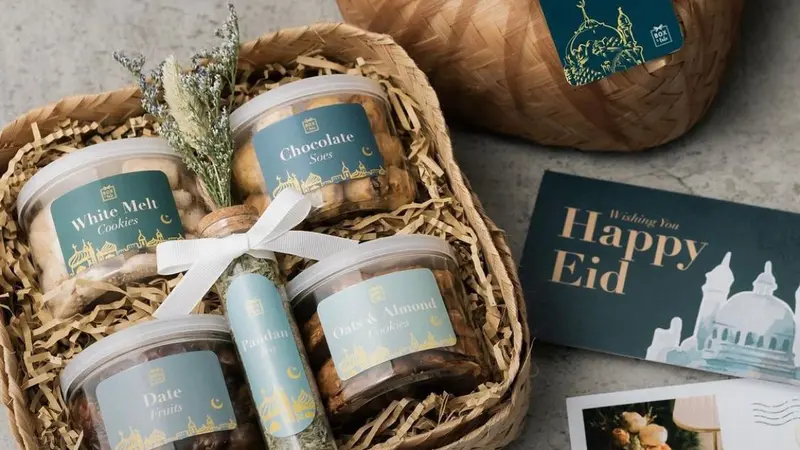 BOX
White Melt
Cookies
Chocolate
Soes
Pandan
Oats & Almond
Cookies
Date
Fruits
Wishing You
Happy
Eid